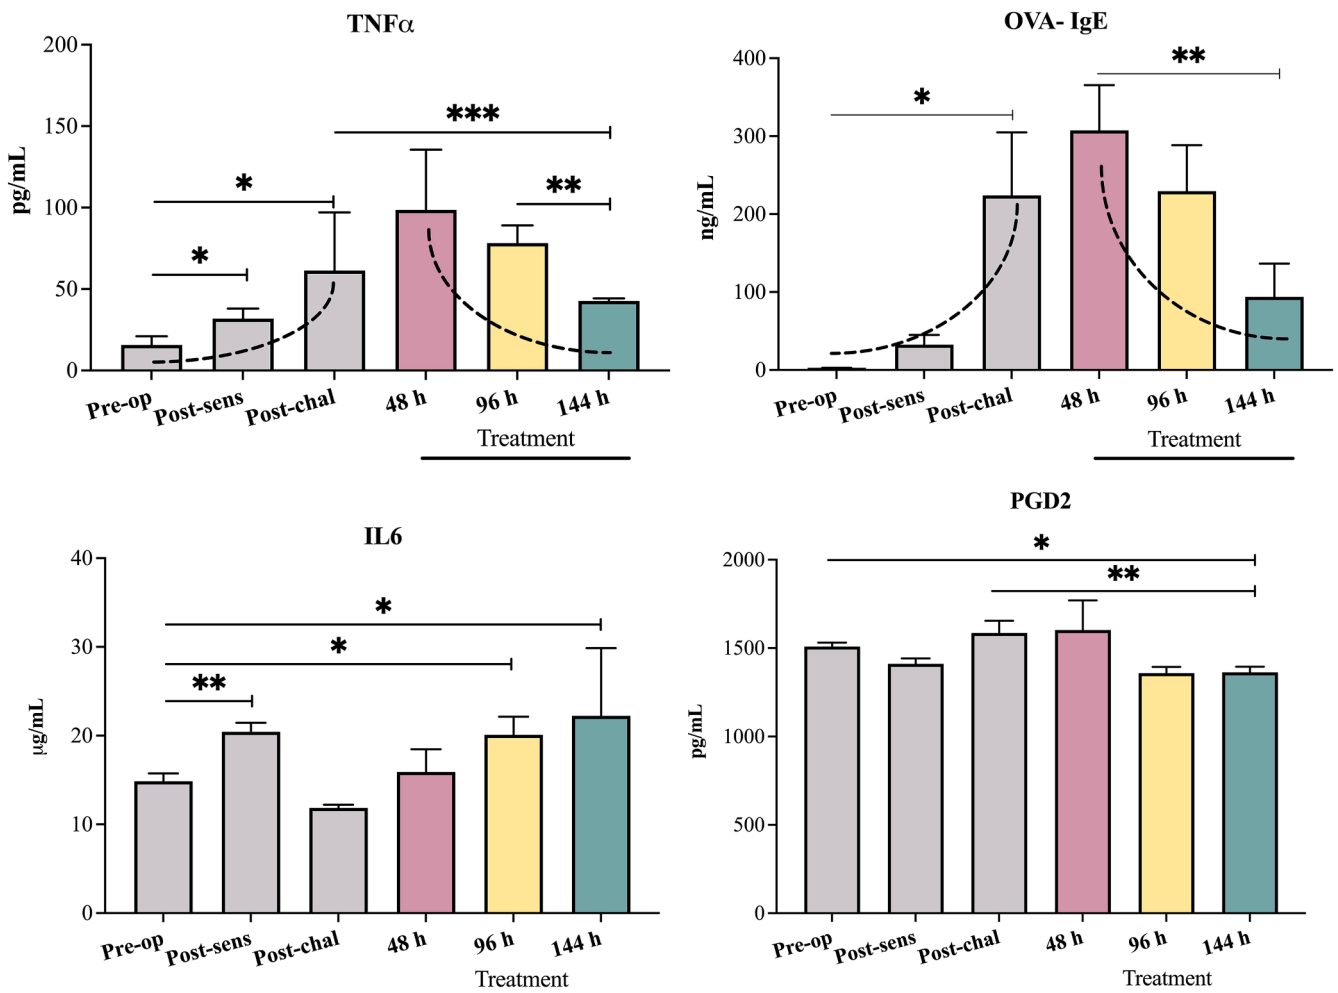 TNFα
pg/mL
200
150
100
50
0
***
*
**
*
Pre-op
Post-sens
Post-chal
48 h
96 h
144 h
Treatment
OVA- IgE
ng/mL
400
300
200
100
0
**
*
Pre-op
Post-sens
Post-chal
48 h
96 h
144 h
Treatment
IL6
µg/mL
40
30
20
10
0
*
*
**
Pre-op
Post-sens
Post-chal
48 h
96 h
144 h
Treatment
PGD2
pg/mL
2000
1500
1000
500
0
*
**
Pre-op
Post-sens
Post-chal
48 h
96 h
144 h
Treatment